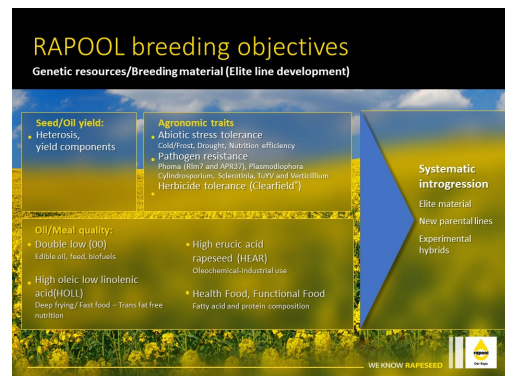 RAPOOL breeding objectives
Genetic resources/Breeding material (Elite line development)
Seed/Oil yield:
• Heterosis,
yield components
Agronomic traits
• Abiotic stress tolerance
Cold/Frost, Drought, Nutrition efficiency
• Pathogen resistance
Phoma (Rlm7 and APR37), Plasmodiophora
Cylindrosporium, Sclerotinia, TuYV and Verticillium
Herbicide tolerance (Clearfield®)
•
Oil/Meal quality:
• Double low (00)
Edible oil, feed, biofuels
• High oleic low linolenic
acid(HOLL)
Deep frying/ Fast food – Trans fat free
nutrition
• High erucic acid
rapeseed (HEAR)
Oleochemical-industrial use
• Health Food, Functional Food
Fatty acid and protein composition
Systematic
introgression
Elite material
New parental lines
Experimental
hybrids
WE KNOW RAPESEED
rapool